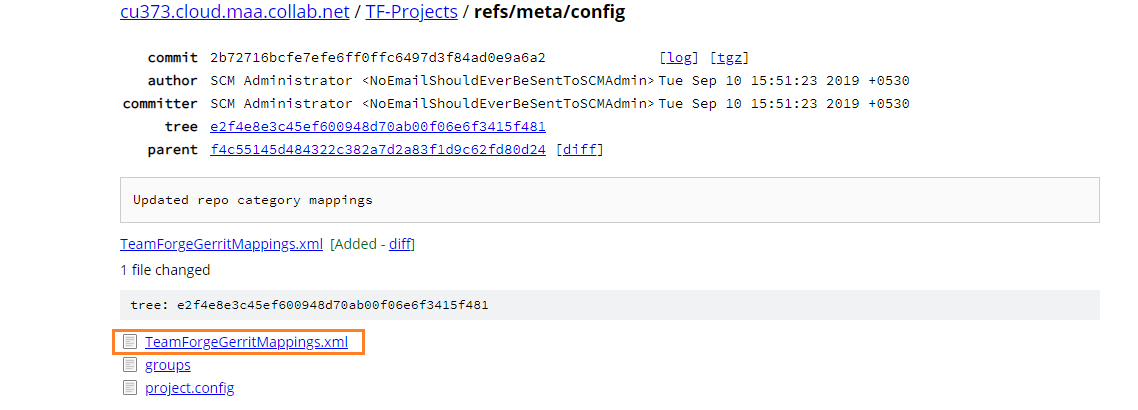 cu373.cloud.maa.collab.net / TF-Projects / refs/meta/config
commit 2b72716bcfe7efe6ff0ffc6497d3f84ad0e9a6a2 [log] [tgz]
author SCM Administrator <NoEmailShouldEverBeSentToSCMAdmin> Tue Sep 10 15:51:23 2019 +0530
committer SCM Administrator <NoEmailShouldEverBeSentToSCMAdmin> Tue Sep 10 15:51:23 2019 +0530
tree e2f4e8e3c45ef600948d70ab00f06e6f3415f481
parent f4c55145d484322c382a7d2a83f1d9c62fd80d24 [diff]
Updated repo category mappings
TeamForgeGerritMappings.xml [Added - diff]
1 file changed
tree: e2f4e8e3c45ef600948d70ab00f06e6f3415f481
TeamForgeGerritMappings.xml
groups
project.config